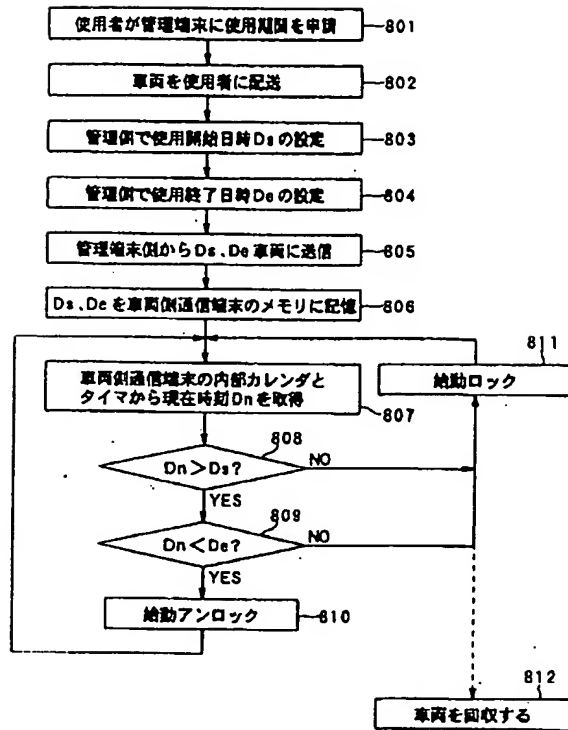 使用者が管理端末に使用期間を申請
801
車両を使用者に配送
802
管理側で使用開始日時Dsの設定
803
管理側で使用終了日時Deの設定
804
管理端末側からDs、De車両に送信
805
Ds、Deを車両側通信端末のメモリに記憶
806
811
始動ロック
車両側通信端末の内部カレンダと
タイマから現在時刻Dnを取得
807
808
Dn>Ds?
NO
YES
809
Dn<De?
NO
YES
始動アンロック
810
812
車両を回収する